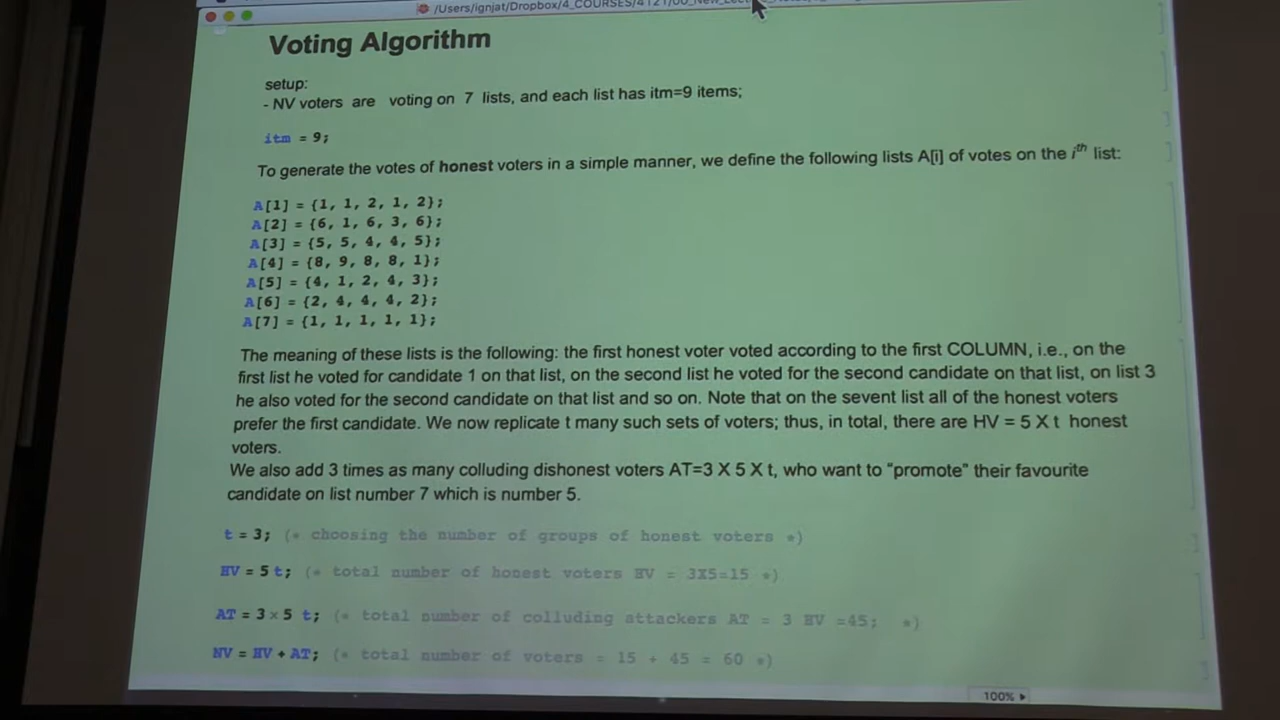 /Users/ignjat/Dropbox/4_COURSES/4121/00_New_Lec
Voting Algorithm
setup:
- NV voters are voting on 7 lists, and each list has itm=9 items;
itm = 9;
To generate the votes of honest voters in a simple manner, we define the following lists A[i] of votes on the ith list:
A[1] = {1, 1, 2, 1, 2};
A[2] = {6, 1, 6, 3, 6};
A[3] = {5, 5, 4, 4, 5};
A[4] = {8, 9, 8, 8, 1};
A[5] = {4, 1, 2, 4, 3};
A[6] = {2, 4, 4, 4, 2};
A[7] = {1, 1, 1, 1, 1};
The meaning of these lists is the following: the first honest voter voted according to the first COLUMN, i.e., on the
first list he voted for candidate 1 on that list, on the second list he voted for the second candidate on that list, on list 3
he also voted for the second candidate on that list and so on. Note that on the sevent list all of the honest voters
prefer the first candidate. We now replicate t many such sets of voters; thus, in total, there are HV = 5 X t honest
voters.
We also add 3 times as many colluding dishonest voters AT=3 X 5 X t, who want to "promote" their favourite
candidate on list number 7 which is number 5.
t = 3; (* choosing the number of groups of honest voters *)
HV = 5 t; (* total number of honest voters HV = 3X5=15 *)
AT = 3 × 5 t; (* total number of colluding attackers AT = 3 HV =45; *)
NV = HV + AT; (* total number of voters = 15 + 45 = 60 *)
100%